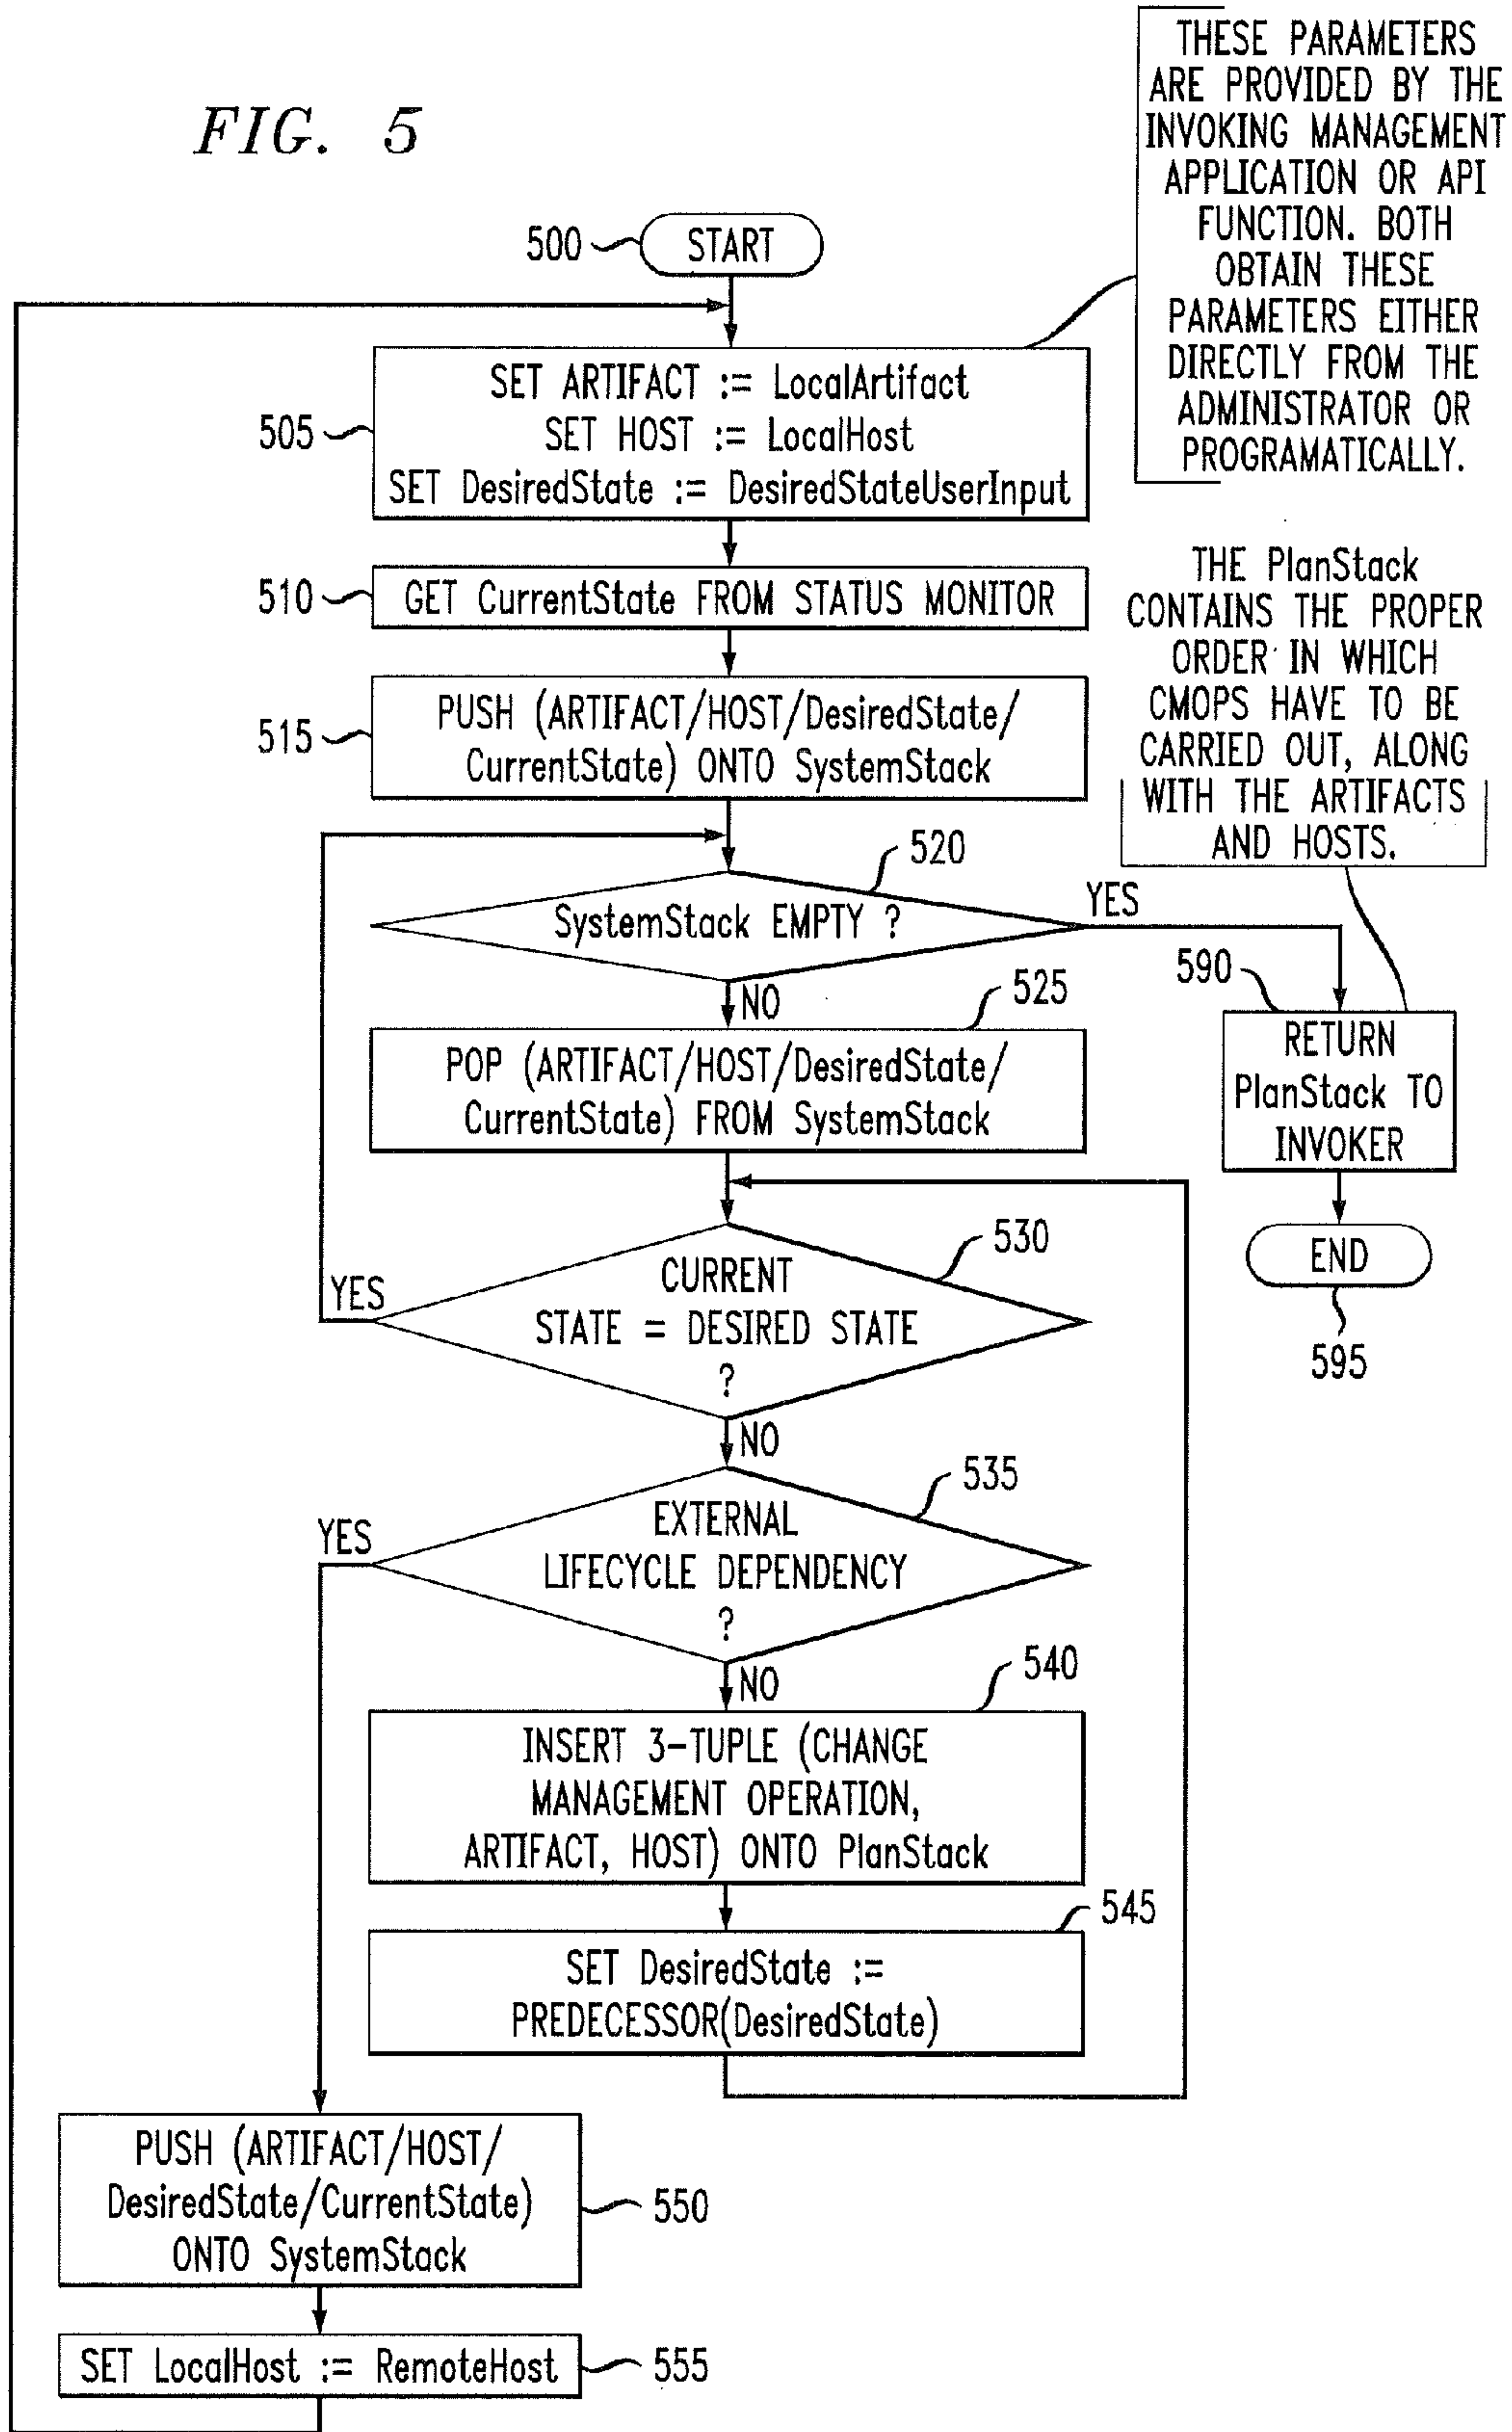 FIG. 5
THESE PARAMETERS
ARE PROVIDED BY THE
INVOKING MANAGEMENT
APPLICATION OR API
FUNCTION. BOTH
OBTAIN THESE
PARAMETERS EITHER
DIRECTLY FROM THE
ADMINISTRATOR OR
PROGRAMATICALLY.
500
START
505
SET ARTIFACT := LocalArtifact
SET HOST := LocalHost
SET DesiredState := DesiredStateUserInput
510
GET CurrentState FROM STATUS MONITOR
515
PUSH (ARTIFACT/HOST/DesiredState/
CurrentState) ONTO SystemStack
THE PlanStack
CONTAINS THE PROPER
ORDER IN WHICH
CMOPS HAVE TO BE
CARRIED OUT, ALONG
WITH THE ARTIFACTS
AND HOSTS.
520
SystemStack EMPTY ?
YES
NO
525
POP (ARTIFACT/HOST/DesiredState/
CurrentState) FROM SystemStack
590
RETURN
PlanStack TO
INVOKER
END
595
530
CURRENT
STATE = DESIRED STATE
?
YES
NO
535
EXTERNAL
LIFECYCLE DEPENDENCY
?
YES
NO
540
INSERT 3-TUPLE (CHANGE
MANAGEMENT OPERATION,
ARTIFACT, HOST) ONTO PlanStack
545
SET DesiredState :=
PREDECESSOR(DesiredState)
PUSH (ARTIFACT/HOST/
DesiredState/CurrentState)
ONTO SystemStack
550
SET LocalHost := RemoteHost
555